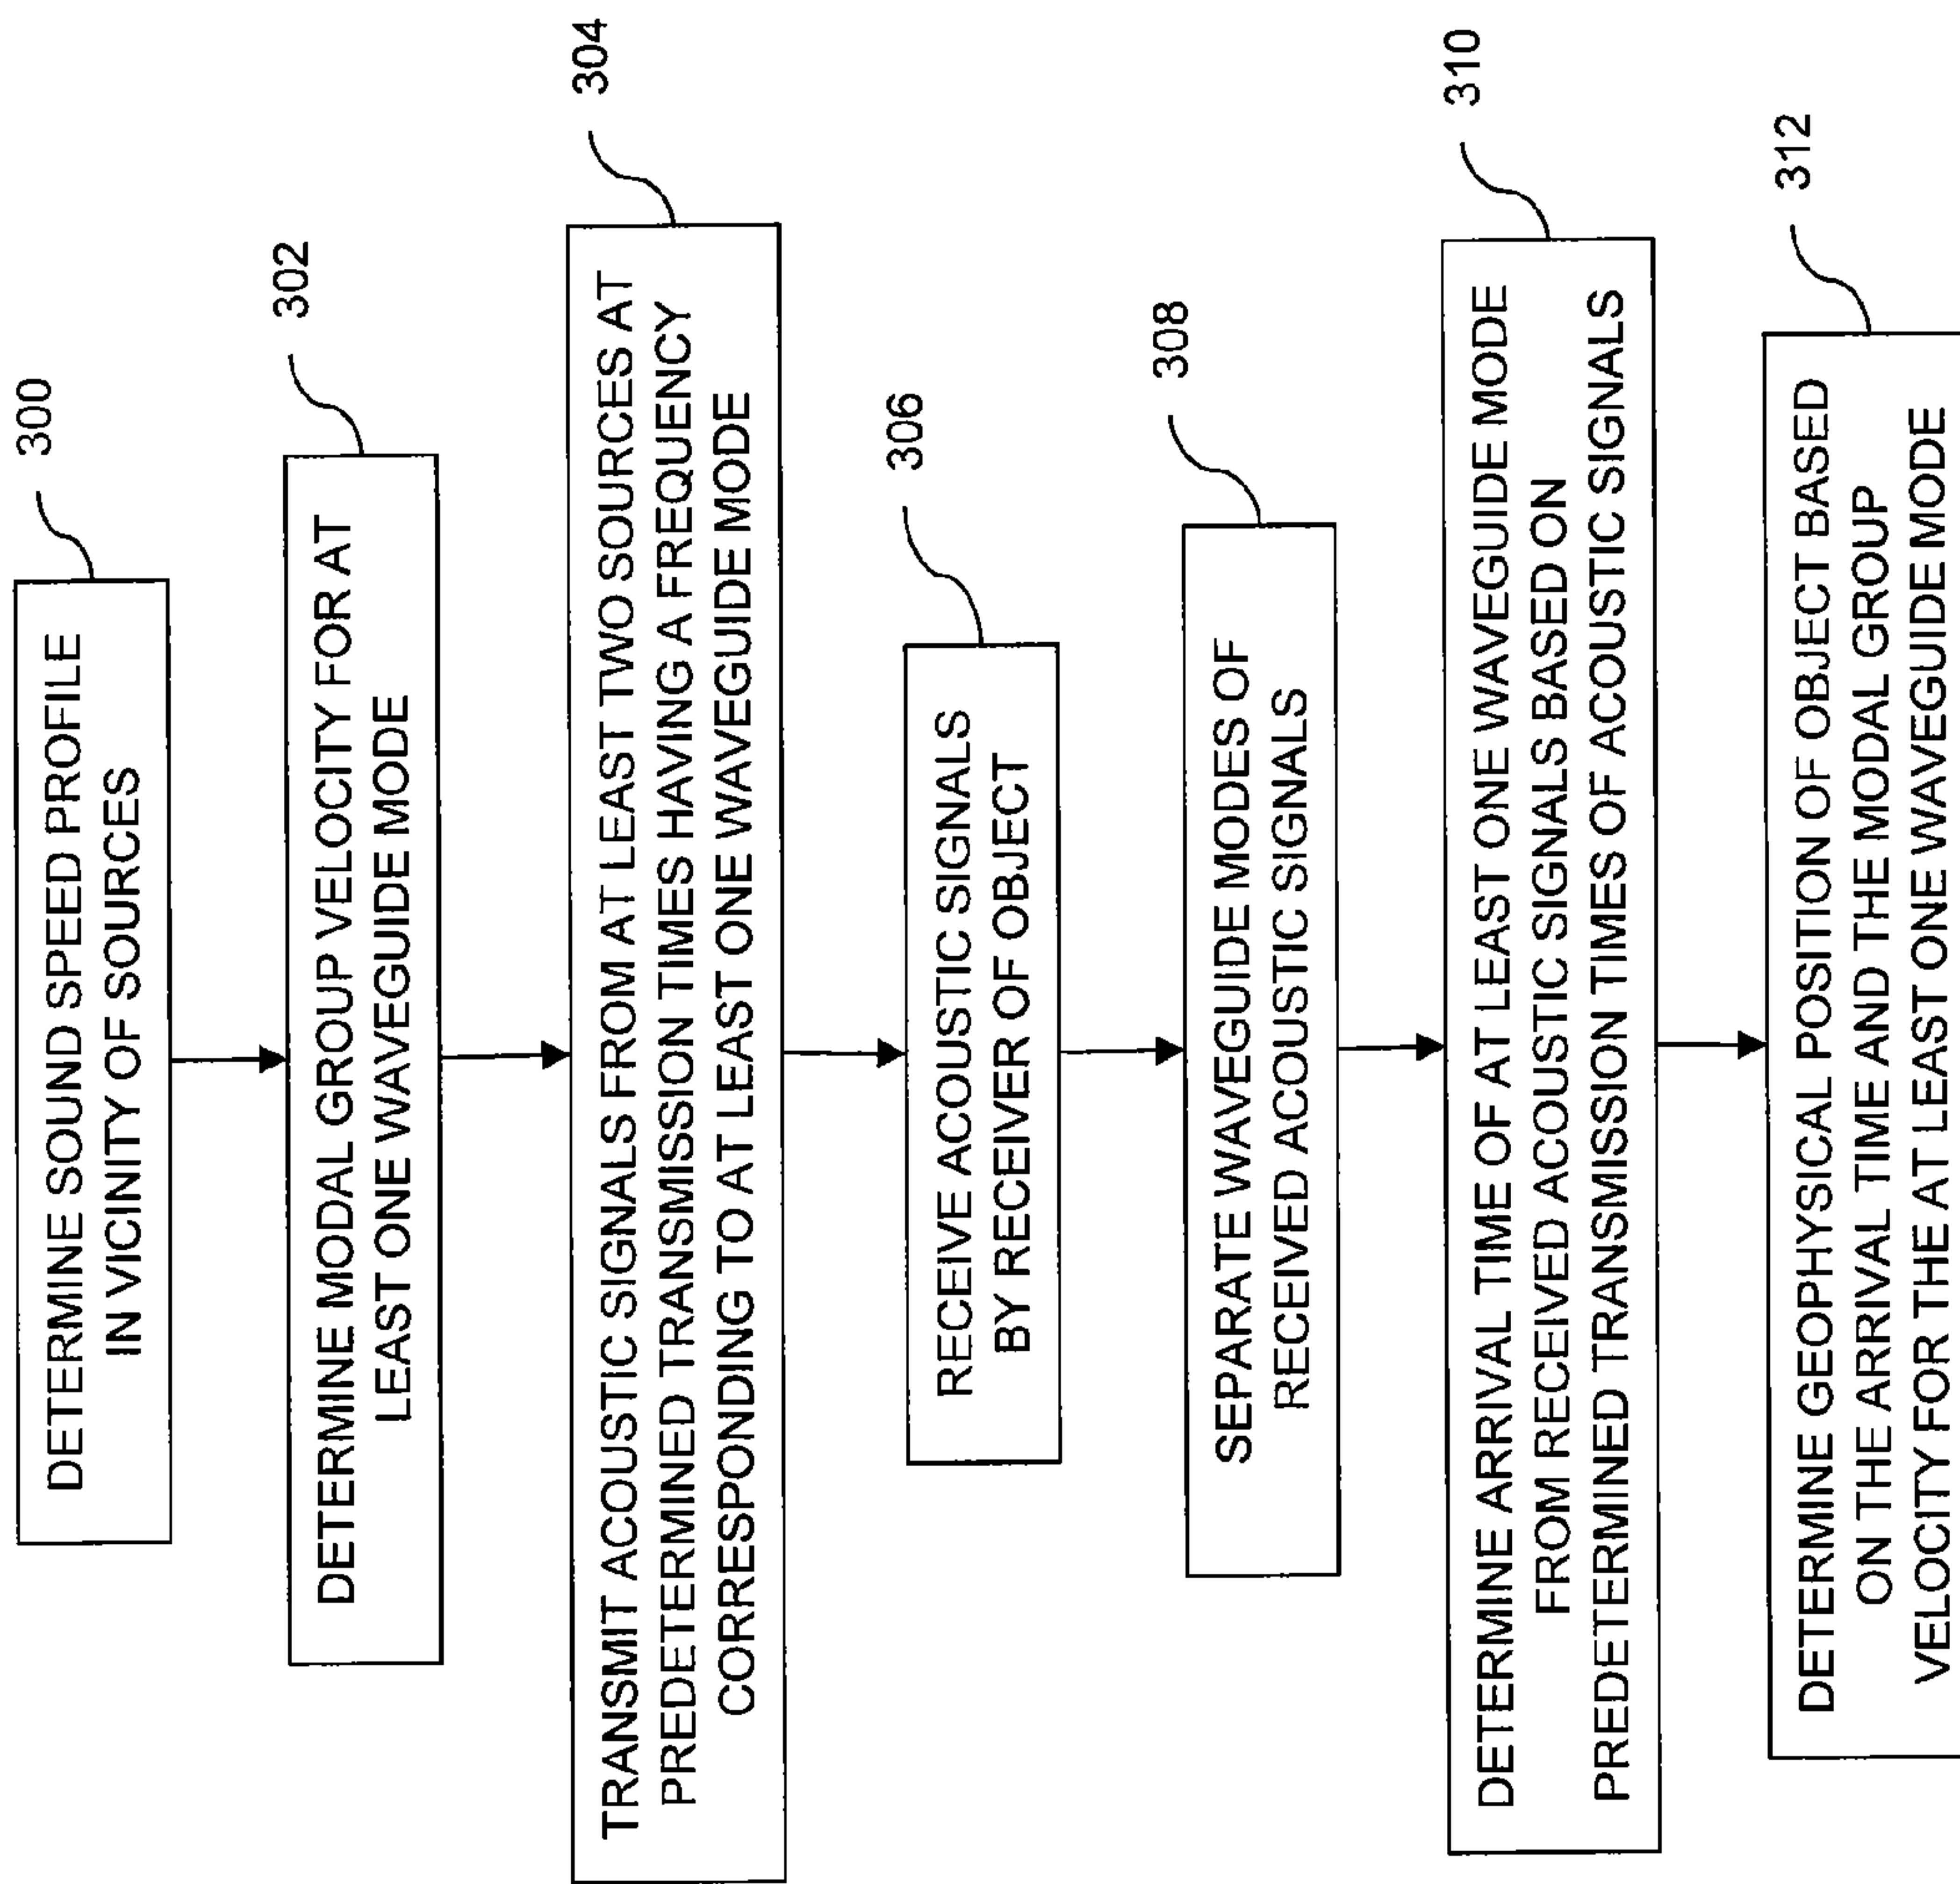 300
DETERMINE SOUND SPEED PROFILE
IN VICINITY OF SOURCES
302
DETERMINE MODAL GROUP VELOCITY FOR AT
LEAST ONE WAVEGUIDE MODE
304
TRANSMIT ACOUSTIC SIGNALS FROM AT LEAST TWO SOURCES AT
PREDETERMINED TRANSMISSION TIMES HAVING A FREQUENCY
CORRESPONDING TO AT LEAST ONE WAVEGUIDE MODE
306
RECEIVE ACOUSTIC SIGNALS
BY RECEIVER OF OBJECT
308
SEPARATE WAVEGUIDE MODES OF
RECEIVED ACOUSTIC SIGNALS
310
DETERMINE ARRIVAL TIME OF AT LEAST ONE WAVEGUIDE MODE
FROM RECEIVED ACOUSTIC SIGNALS BASED ON
PREDETERMINED TRANSMISSION TIMES OF ACOUSTIC SIGNALS
312
DETERMINE GEOPHYSICAL POSITION OF OBJECT BASED
ON THE ARRIVAL TIME AND THE MODAL GROUP
VELOCITY FOR THE AT LEAST ONE WAVEGUIDE MODE